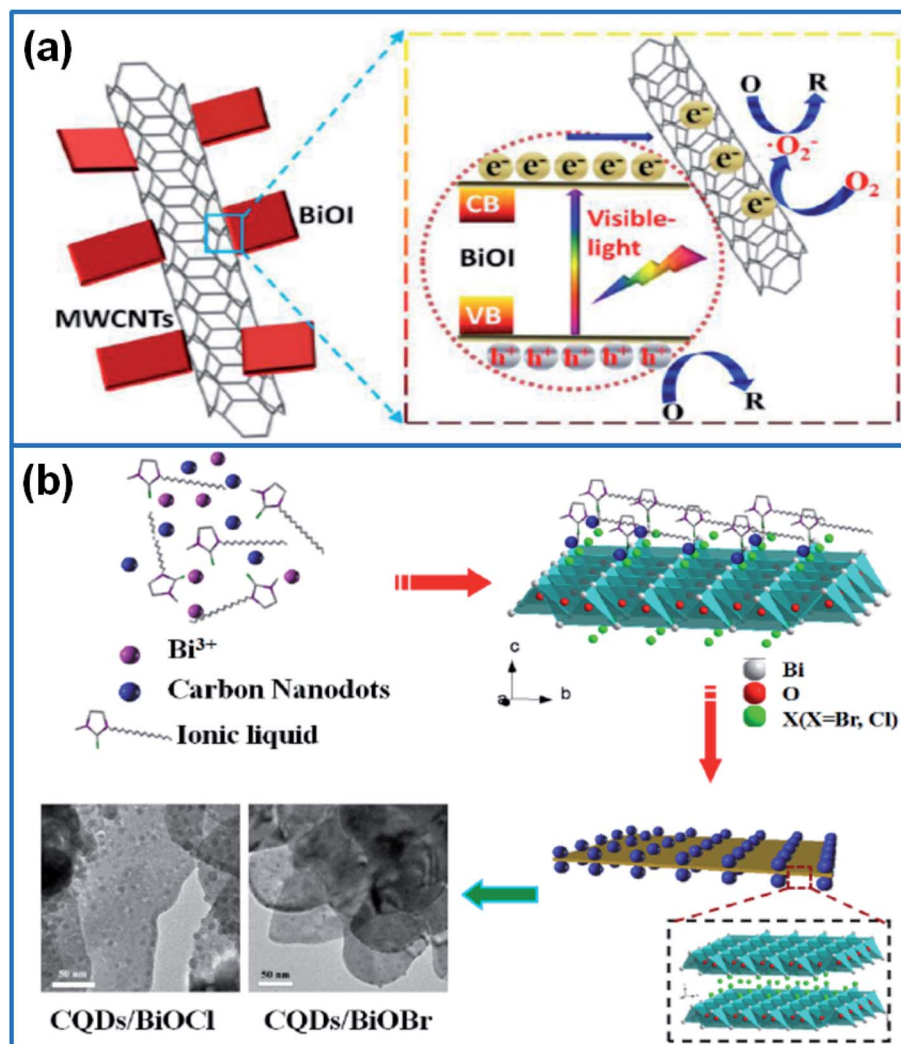 (a)
BiOI
MWCNTs
e⁻ e⁻ e⁻ e⁻ e⁻
CB
BiOI
VB
Visible-
light
h⁺ h⁺ h⁺ h⁺ h⁺
O R
e⁻
e⁻
e⁻
·O₂⁻
O₂
O R
(b)
Bi³⁺
Carbon Nanodots
Ionic liquid
c
a b
Bi
O
X(X=Br, Cl)
50 nm
50 nm
CQDs/BiOCl
CQDs/BiOBr